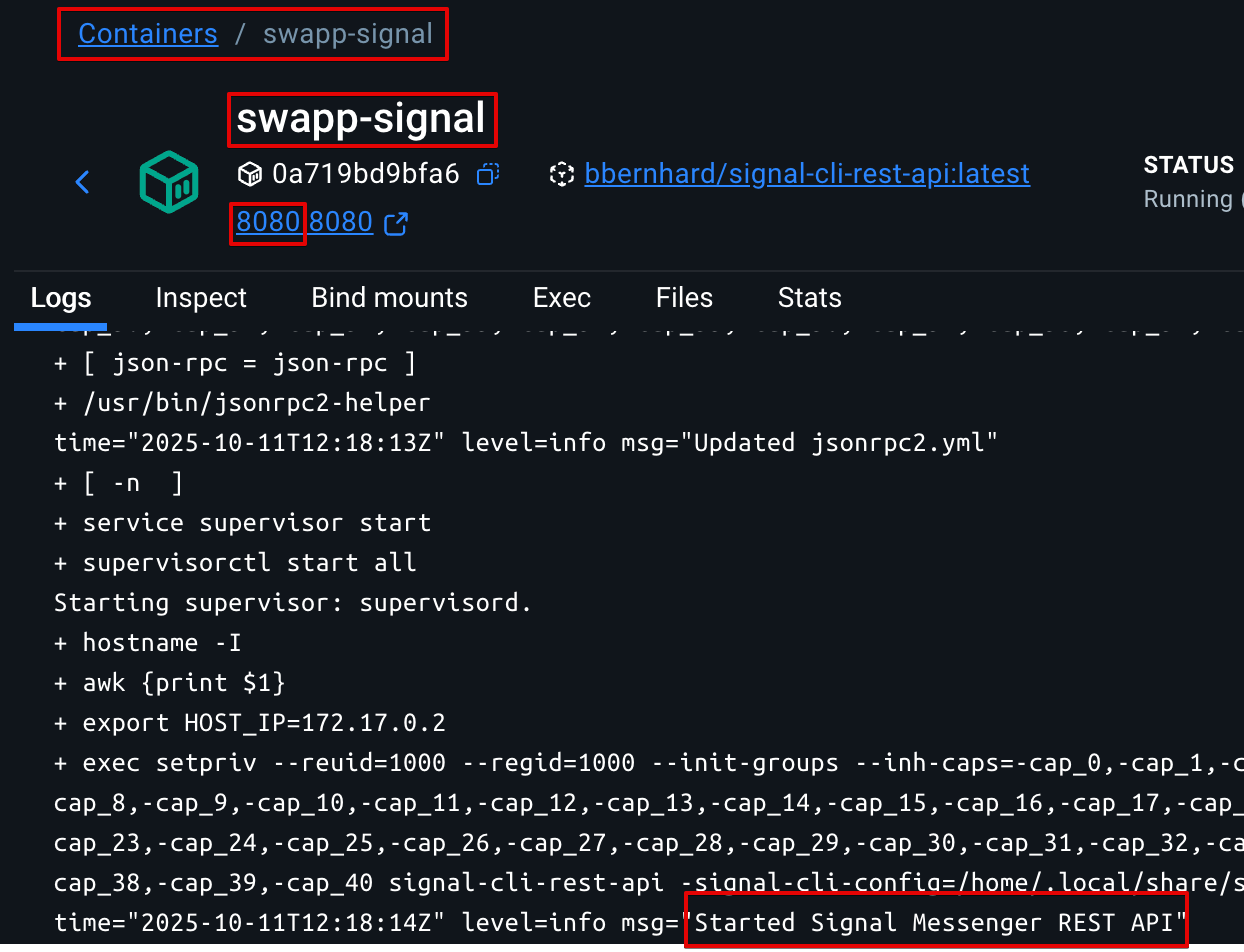 Containers / swapp-signal
swapp-signal
0a719bd9bfa6 bbernhard/signal-cli-rest-api:latest
STATUS
Running (
8080:8080
Logs Inspect Bind mounts Exec Files Stats
+ [ json-rpc = json-rpc ]
+ /usr/bin/jsonrpc2-helper
time="2025-10-11T12:18:13Z" level=info msg="Updated jsonrpc2.yml"
+ [ -n  ]
+ service supervisor start
+ supervisorctl start all
Starting supervisor: supervisord.
+ hostname -I
+ awk {print $1}
+ export HOST_IP=172.17.0.2
+ exec setpriv --reuid=1000 --regid=1000 --init-groups --inh-caps=-cap_0,-cap_1,-c
cap_8,-cap_9,-cap_10,-cap_11,-cap_12,-cap_13,-cap_14,-cap_15,-cap_16,-cap_17,-cap_
cap_23,-cap_24,-cap_25,-cap_26,-cap_27,-cap_28,-cap_29,-cap_30,-cap_31,-cap_32,-ca
cap_38,-cap_39,-cap_40 signal-cli-rest-api -signal-cli-config=/home/.local/share/s
time="2025-10-11T12:18:14Z" level=info msg="Started Signal Messenger REST API"